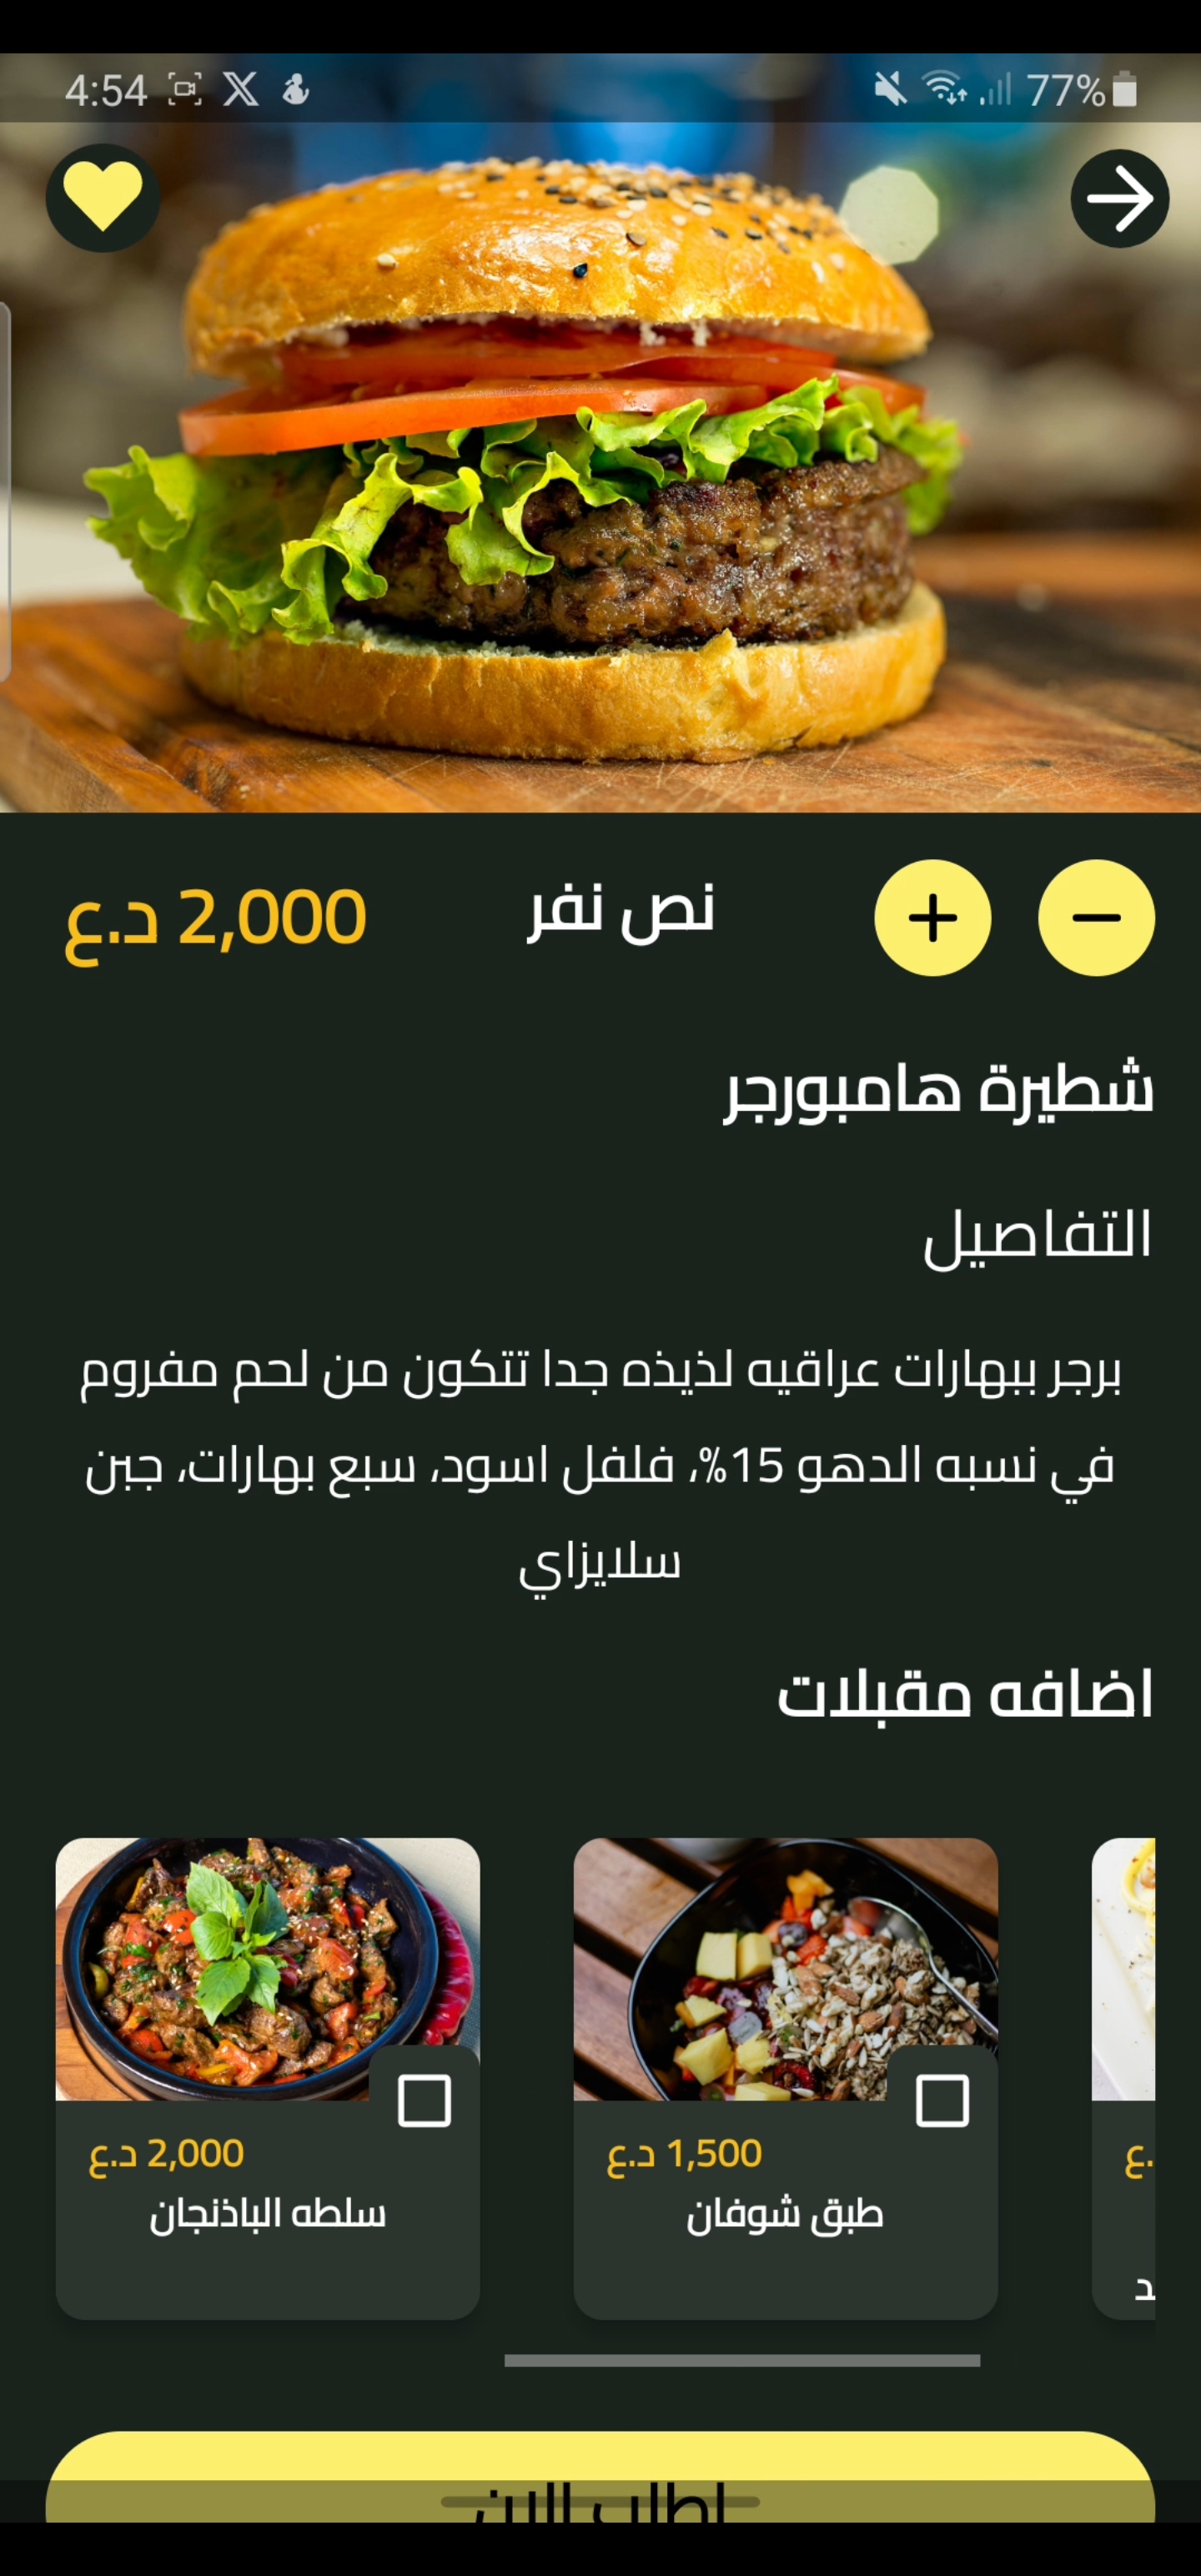 4:54
77%
نص نفر
2,000 د.ع
شطيرة هامبورجر
التفاصيل
برجر ببهارات عراقيه لذيذه جدا تتكون من لحم مفروم
في نسبه الدهو 15%، فلفل اسود، سبع بهارات، جبن
سلايزاي
اضافه مقبلات
د.ع
1,500 د.ع
طبق شوفان
2,000 د.ع
سلطه الباذنجان
اطلب الان